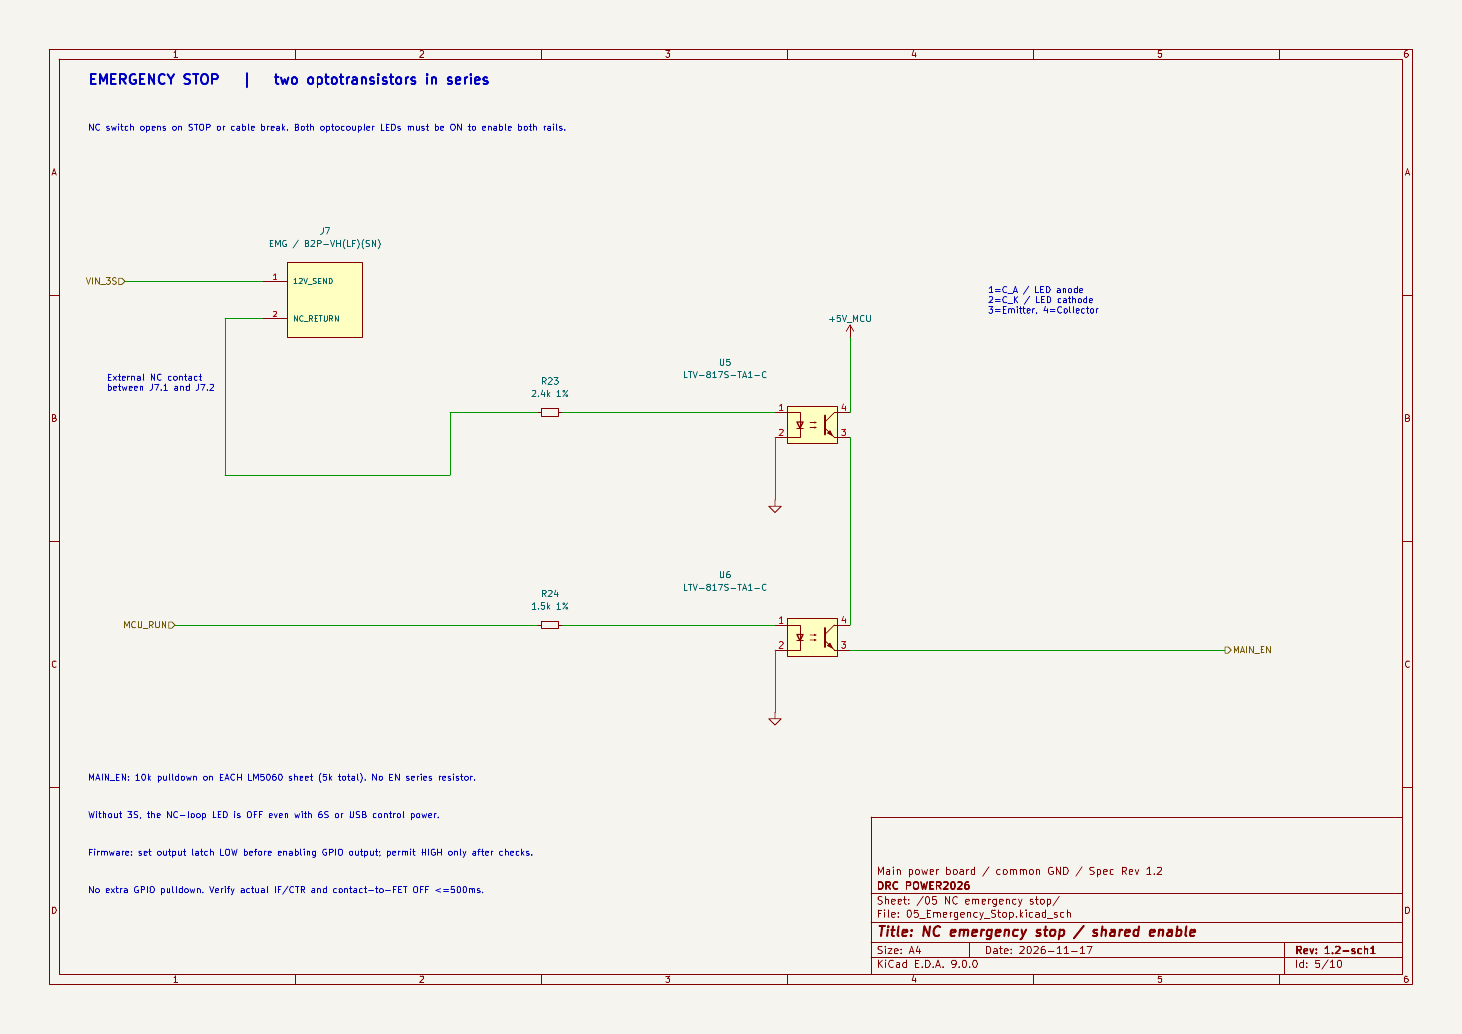 1 2 3 4 5 6
EMERGENCY STOP | two optotransistors in series
NC switch opens on STOP or cable break. Both optocoupler LEDs must be ON to enable both rails.
A A
J7
EMG / B2P-VH(LF)(SN)
VIN_3S 1 12V_SEND
2 NC_RETURN
1=C_A / LED anode
2=C_K / LED cathode
3=Emitter, 4=Collector
+5V_MCU
External NC contact
between J7.1 and J7.2
U5
LTV-817S-TA1-C
R23
2.4k 1%
1 4
2 3
B B
U6
LTV-817S-TA1-C
R24
1.5k 1%
MCU_RUN 1 4
2 3 MAIN_EN
C C
MAIN_EN: 10k pulldown on EACH LM5060 sheet (5k total). No EN series resistor.
Without 3S, the NC-loop LED is OFF even with 6S or USB control power.
Firmware: set output latch LOW before enabling GPIO output; permit HIGH only after checks.
No extra GPIO pulldown. Verify actual IF/CTR and contact-to-FET OFF <=500ms.
D D
Main power board / common GND / Spec Rev 1.2
DRC POWER2026
Sheet: /05 NC emergency stop/
File: 05_Emergency_Stop.kicad_sch
Title: NC emergency stop / shared enable
Size: A4 Date: 2026-11-17 Rev: 1.2-sch1
KiCad E.D.A. 9.0.0 Id: 5/10
1 2 3 4 5 6